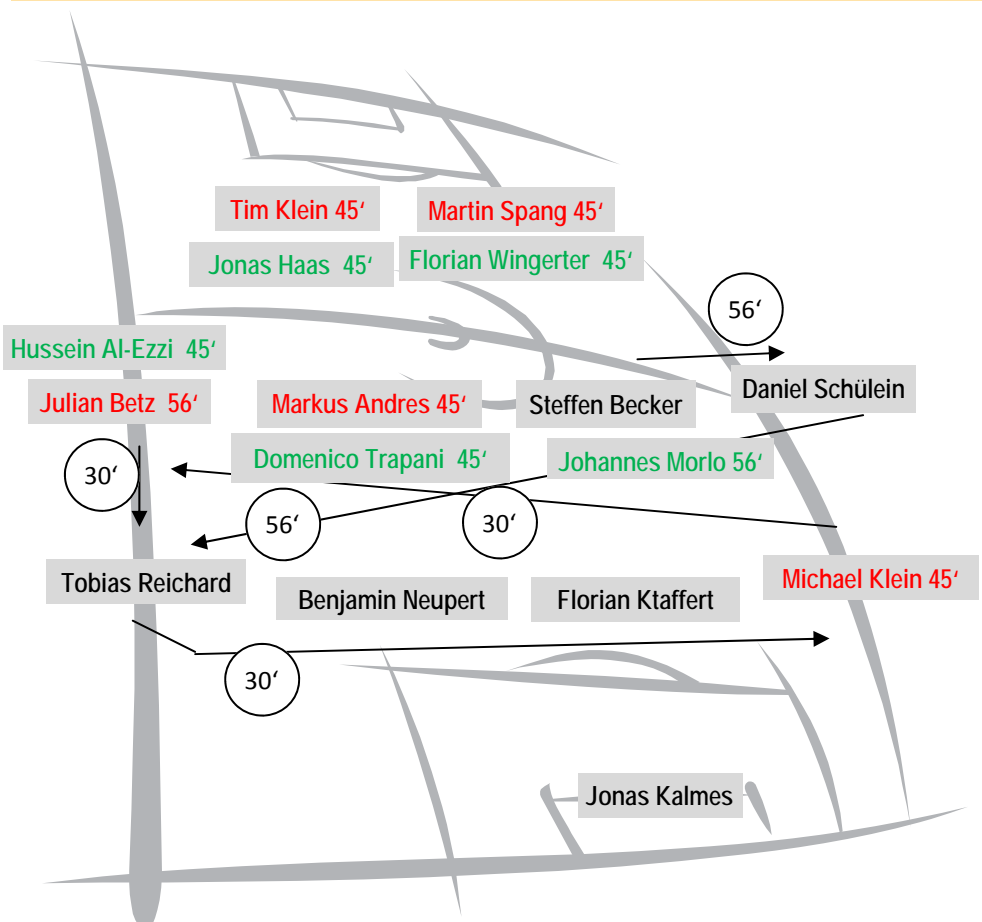 Tim Klein 45‘
Martin Spang 45‘
Jonas Haas 45‘
Florian Wingerter 45‘
56‘
Hussein Al-Ezzi 45‘
Julian Betz 56‘
Markus Andres 45‘
Steffen Becker
Daniel Schülein
30‘
Domenico Trapani 45‘
Johannes Morlo 56‘
56‘
30‘
Tobias Reichard
Benjamin Neupert
Florian Ktaffert
Michael Klein 45‘
30‘
Jonas Kalmes